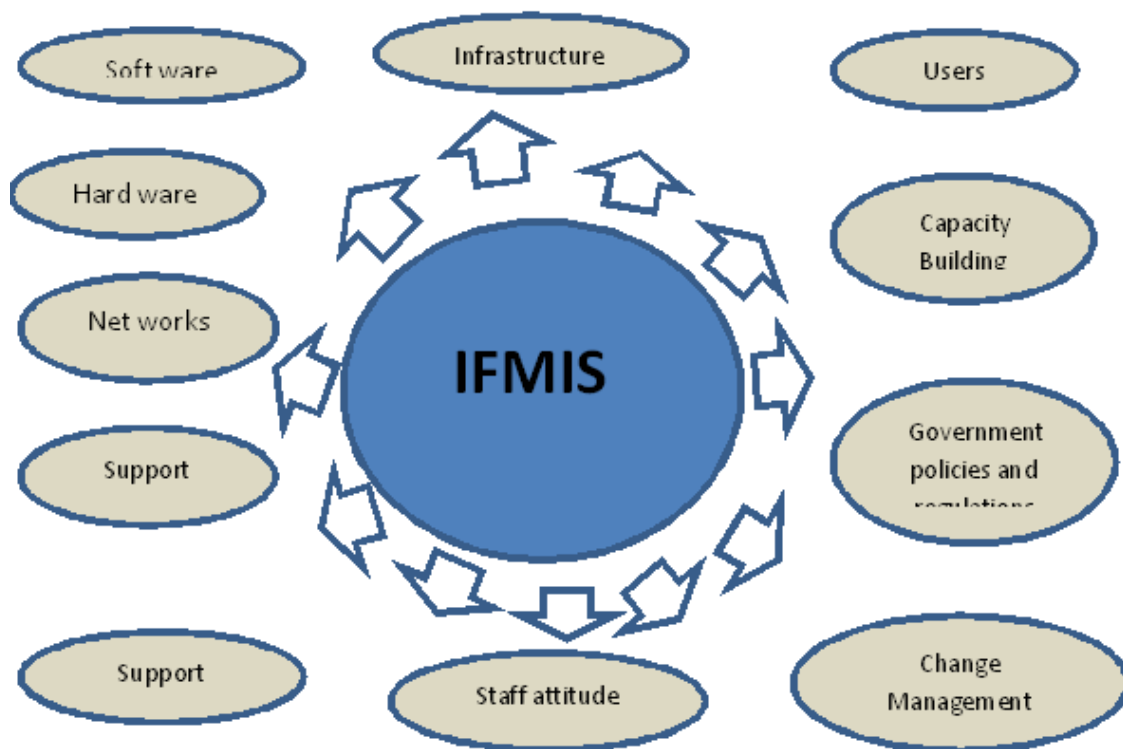 Soft ware
Infrastructure
Users
Hard ware
Capacity
Building
Net works
IFMIS
Support
Government
policies and
regulations
Support
Staff attitude
Change
Management